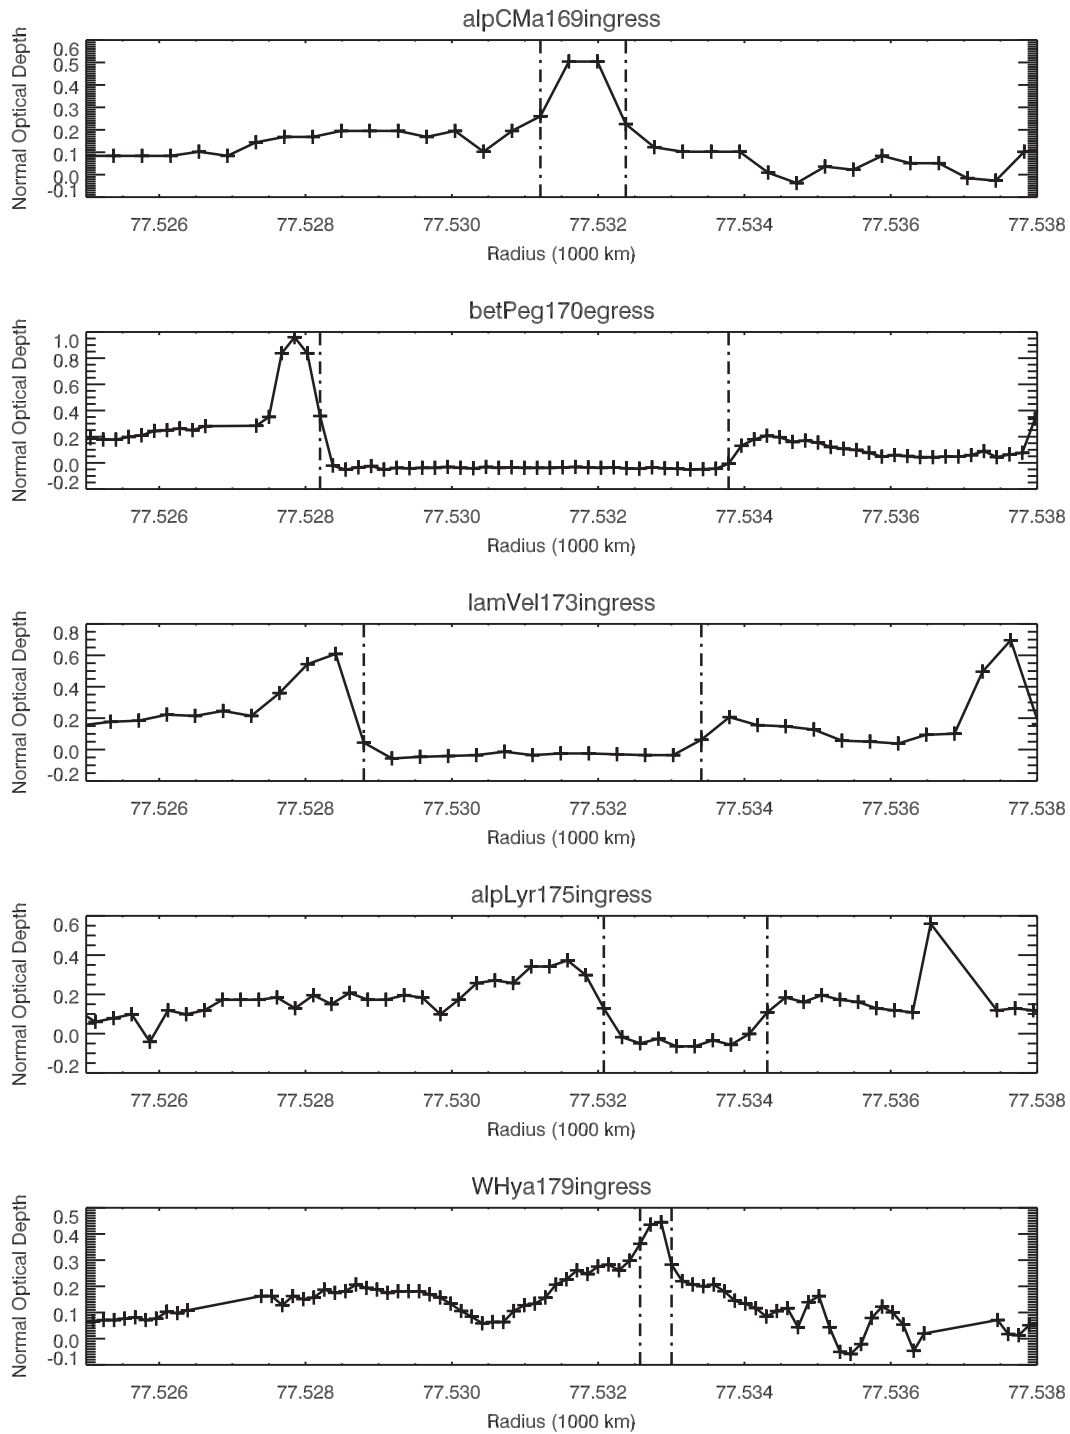 alpCMa169ingress
Normal Optical Depth
0.6
0.5
0.4
0.3
0.2
0.1
0.0
-0.1
77.526 77.528 77.530 77.532 77.534 77.536 77.538
Radius (1000 km)
betPeg170egress
Normal Optical Depth
1.0
0.8
0.6
0.4
0.2
0.0
-0.2
77.526 77.528 77.530 77.532 77.534 77.536 77.538
Radius (1000 km)
lamVel173ingress
Normal Optical Depth
0.8
0.6
0.4
0.2
0.0
-0.2
77.526 77.528 77.530 77.532 77.534 77.536 77.538
Radius (1000 km)
alpLyr175ingress
Normal Optical Depth
0.6
0.4
0.2
0.0
-0.2
77.526 77.528 77.530 77.532 77.534 77.536 77.538
Radius (1000 km)
WHya179ingress
Normal Optical Depth
0.5
0.4
0.3
0.2
0.1
0.0
-0.1
77.526 77.528 77.530 77.532 77.534 77.536 77.538
Radius (1000 km)